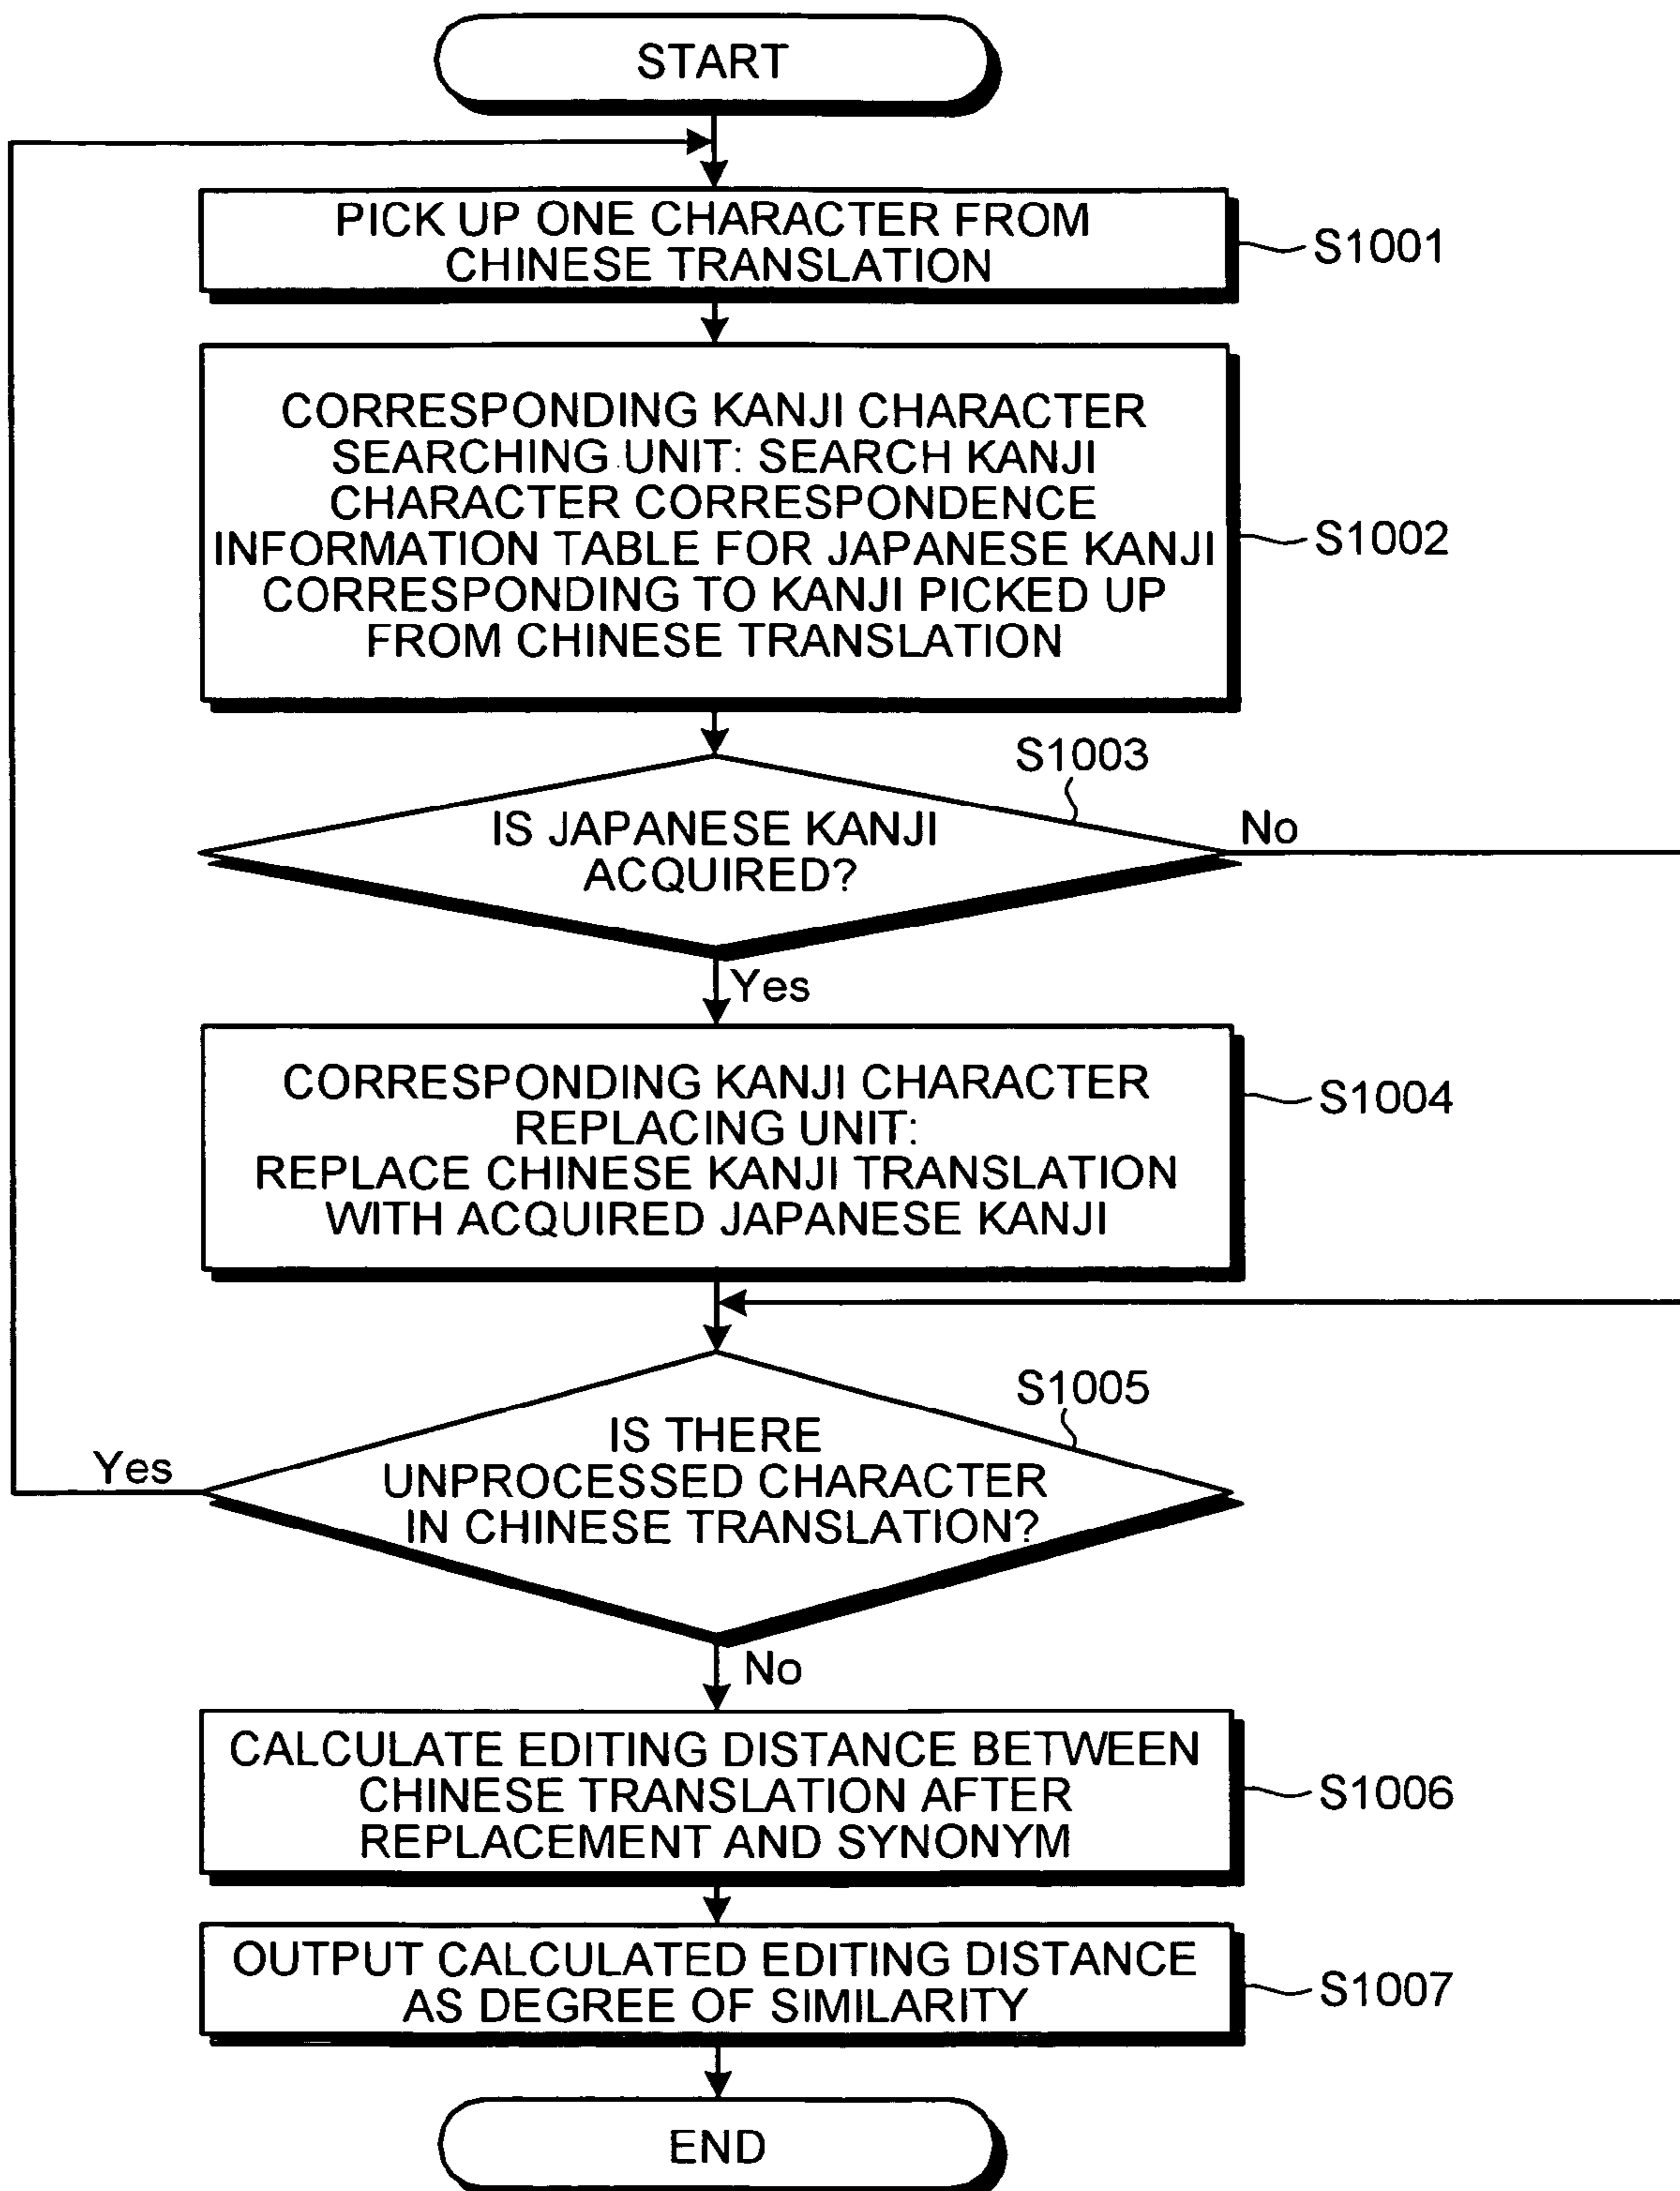 START
PICK UP ONE CHARACTER FROM
CHINESE TRANSLATION
S1001
CORRESPONDING KANJI CHARACTER
SEARCHING UNIT: SEARCH KANJI
CHARACTER CORRESPONDENCE
INFORMATION TABLE FOR JAPANESE KANJI
CORRESPONDING TO KANJI PICKED UP
FROM CHINESE TRANSLATION
S1002
S1003
IS JAPANESE KANJI
ACQUIRED?
No
Yes
CORRESPONDING KANJI CHARACTER
REPLACING UNIT:
REPLACE CHINESE KANJI TRANSLATION
WITH ACQUIRED JAPANESE KANJI
S1004
S1005
IS THERE
UNPROCESSED CHARACTER
IN CHINESE TRANSLATION?
Yes
No
CALCULATE EDITING DISTANCE BETWEEN
CHINESE TRANSLATION AFTER
REPLACEMENT AND SYNONYM
S1006
OUTPUT CALCULATED EDITING DISTANCE
AS DEGREE OF SIMILARITY
S1007
END